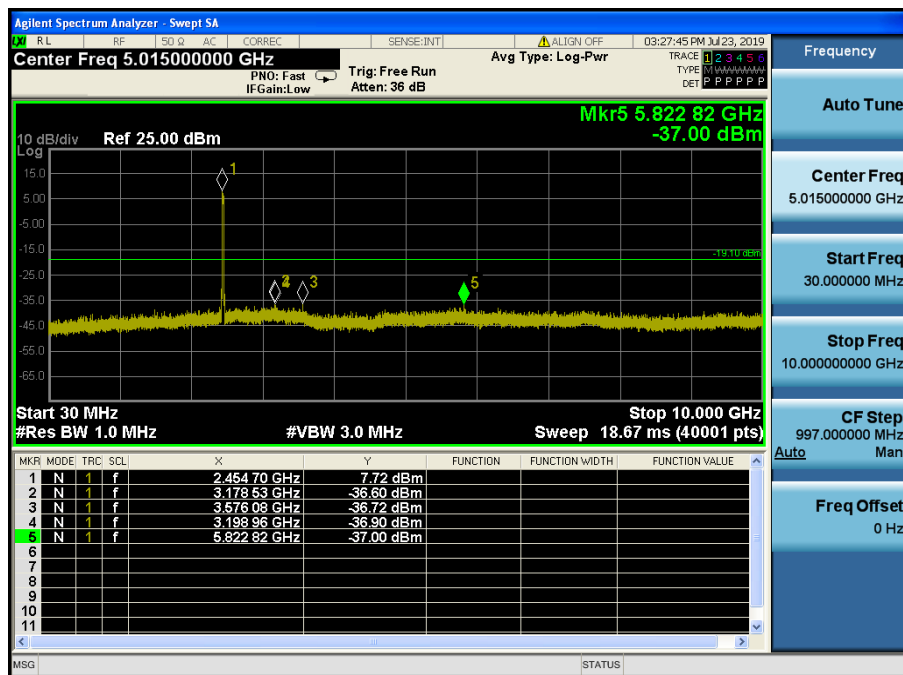 Agilent Spectrum Analyzer - Swept SA
LXI RL RF 50 Ω AC CORREC SENSE:INT ALIGN OFF 03:27:45 PM Jul 23, 2019
Center Freq 5.015000000 GHz
PNO: Fast
IFGain:Low
Trig: Free Run
Atten: 36 dB
Avg Type: Log-Pwr
TRACE 1 2 3 4 5 6
TYPE MWWWWW
DET P P P P P P
Mkr5 5.822 82 GHz
-37.00 dBm
10 dB/div Ref 25.00 dBm
Log
15.0
5.00
-5.00
-15.0
-25.0
-35.0
-45.0
-55.0
-65.0
1
2
4
3
5
-19.10 dBm
Start 30 MHz Stop 10.000 GHz
#Res BW 1.0 MHz #VBW 3.0 MHz Sweep 18.67 ms (40001 pts)
MKR MODE TRC SCL X Y FUNCTION FUNCTION WIDTH FUNCTION VALUE
1 N 1 f 2.454 70 GHz 7.72 dBm
2 N 1 f 3.178 53 GHz -36.60 dBm
3 N 1 f 3.576 08 GHz -36.72 dBm
4 N 1 f 3.198 96 GHz -36.90 dBm
5 N 1 f 5.822 82 GHz -37.00 dBm
6
7
8
9
10
11
MSG STATUS
Frequency
Auto Tune
Center Freq
5.015000000 GHz
Start Freq
30.000000 MHz
Stop Freq
10.000000000 GHz
CF Step
997.000000 MHz
Auto Man
Freq Offset
0 Hz